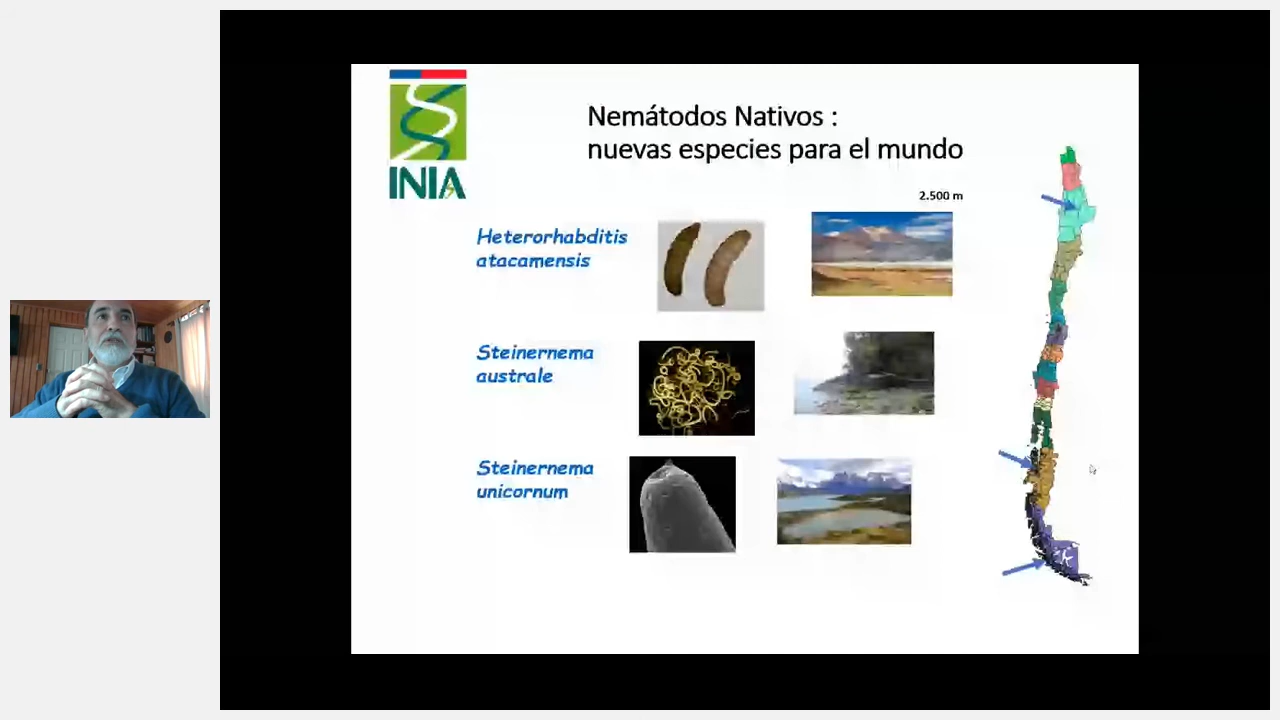 INIA
Nemátodos Nativos :
nuevas especies para el mundo
2.500 m
Heterorhabditis
atacamensis
Steinernema
australe
Steinernema
unicornum